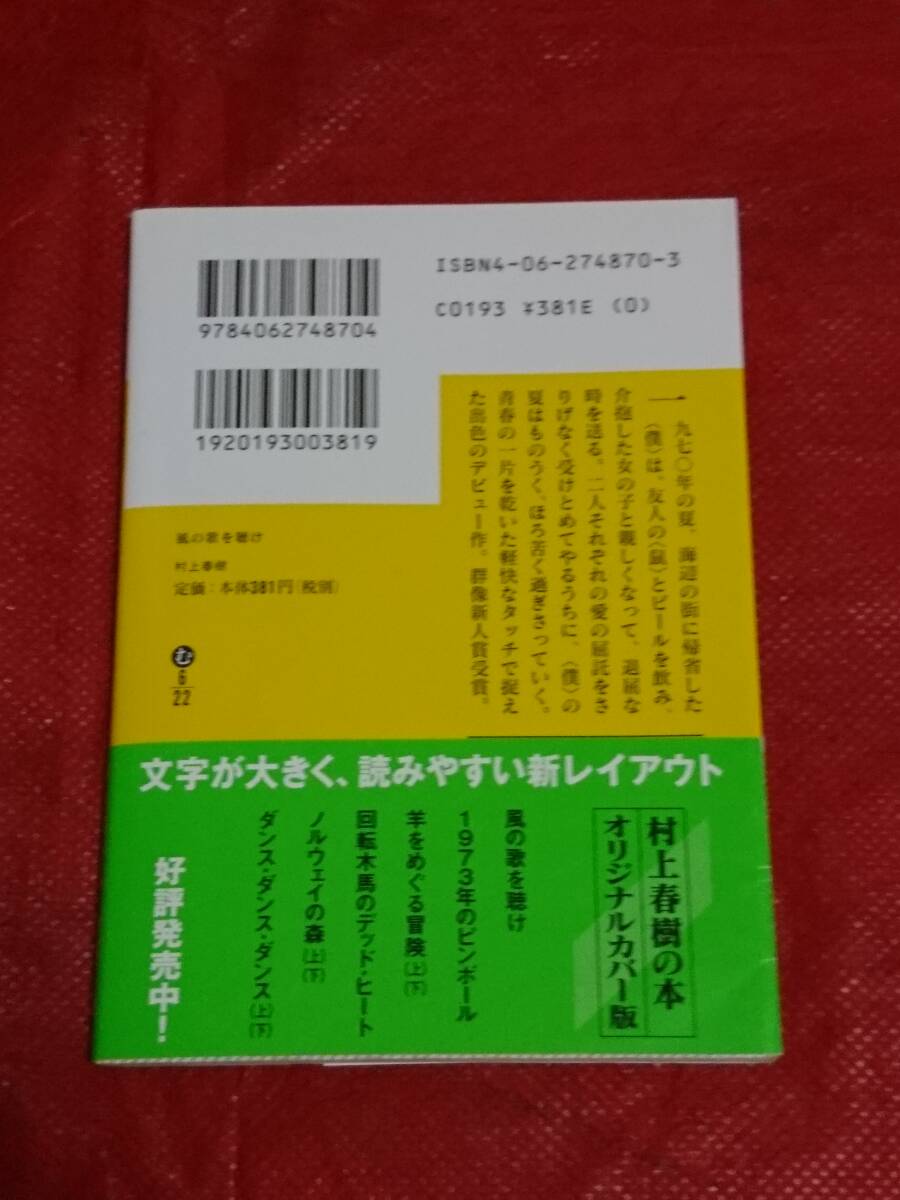 ISBN4-06-274870-3
C0193 ¥381E (0)
9784062748704
1920193003819
一九七〇年の夏、海辺の街に帰省した
〈僕〉は、友人の〈鼠〉とビールを飲み、
介抱した女の子と親しくなって、退屈な
時を送る。二人それぞれの愛の屈託をさ
りげなく受けとめてやるうちに、〈僕〉の
夏はものうく、ほろ苦く過ぎさっていく。
青春の一片を乾いた軽快なタッチで捉え
た出色のデビュー作。群像新人賞受賞。
風の歌を聴け
村上春樹
定価：本体381円（税別）
む
6
22
文字が大きく、読みやすい新レイアウト
村上春樹の本
オリジナルカバー版
風の歌を聴け
1973年のピンボール
羊をめぐる冒険（上）（下）
回転木馬のデッド・ヒート
ノルウェイの森（上）（下）
ダンス・ダンス・ダンス（上）（下）
好評発売中！